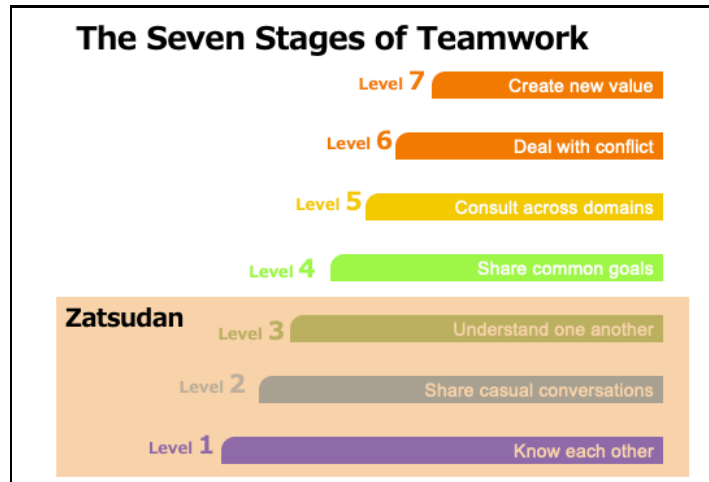 The Seven Stages of Teamwork
Level 7 Create new value
Level 6 Deal with conflict
Level 5 Consult across domains
Level 4 Share common goals
Zatsudan
Level 3 Understand one another
Level 2 Share casual conversations
Level 1 Know each other